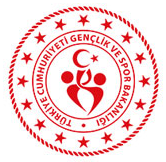 TÜRKİYE CUMHURİYETİ GENÇLİK VE SPOR BAKANLIĞI